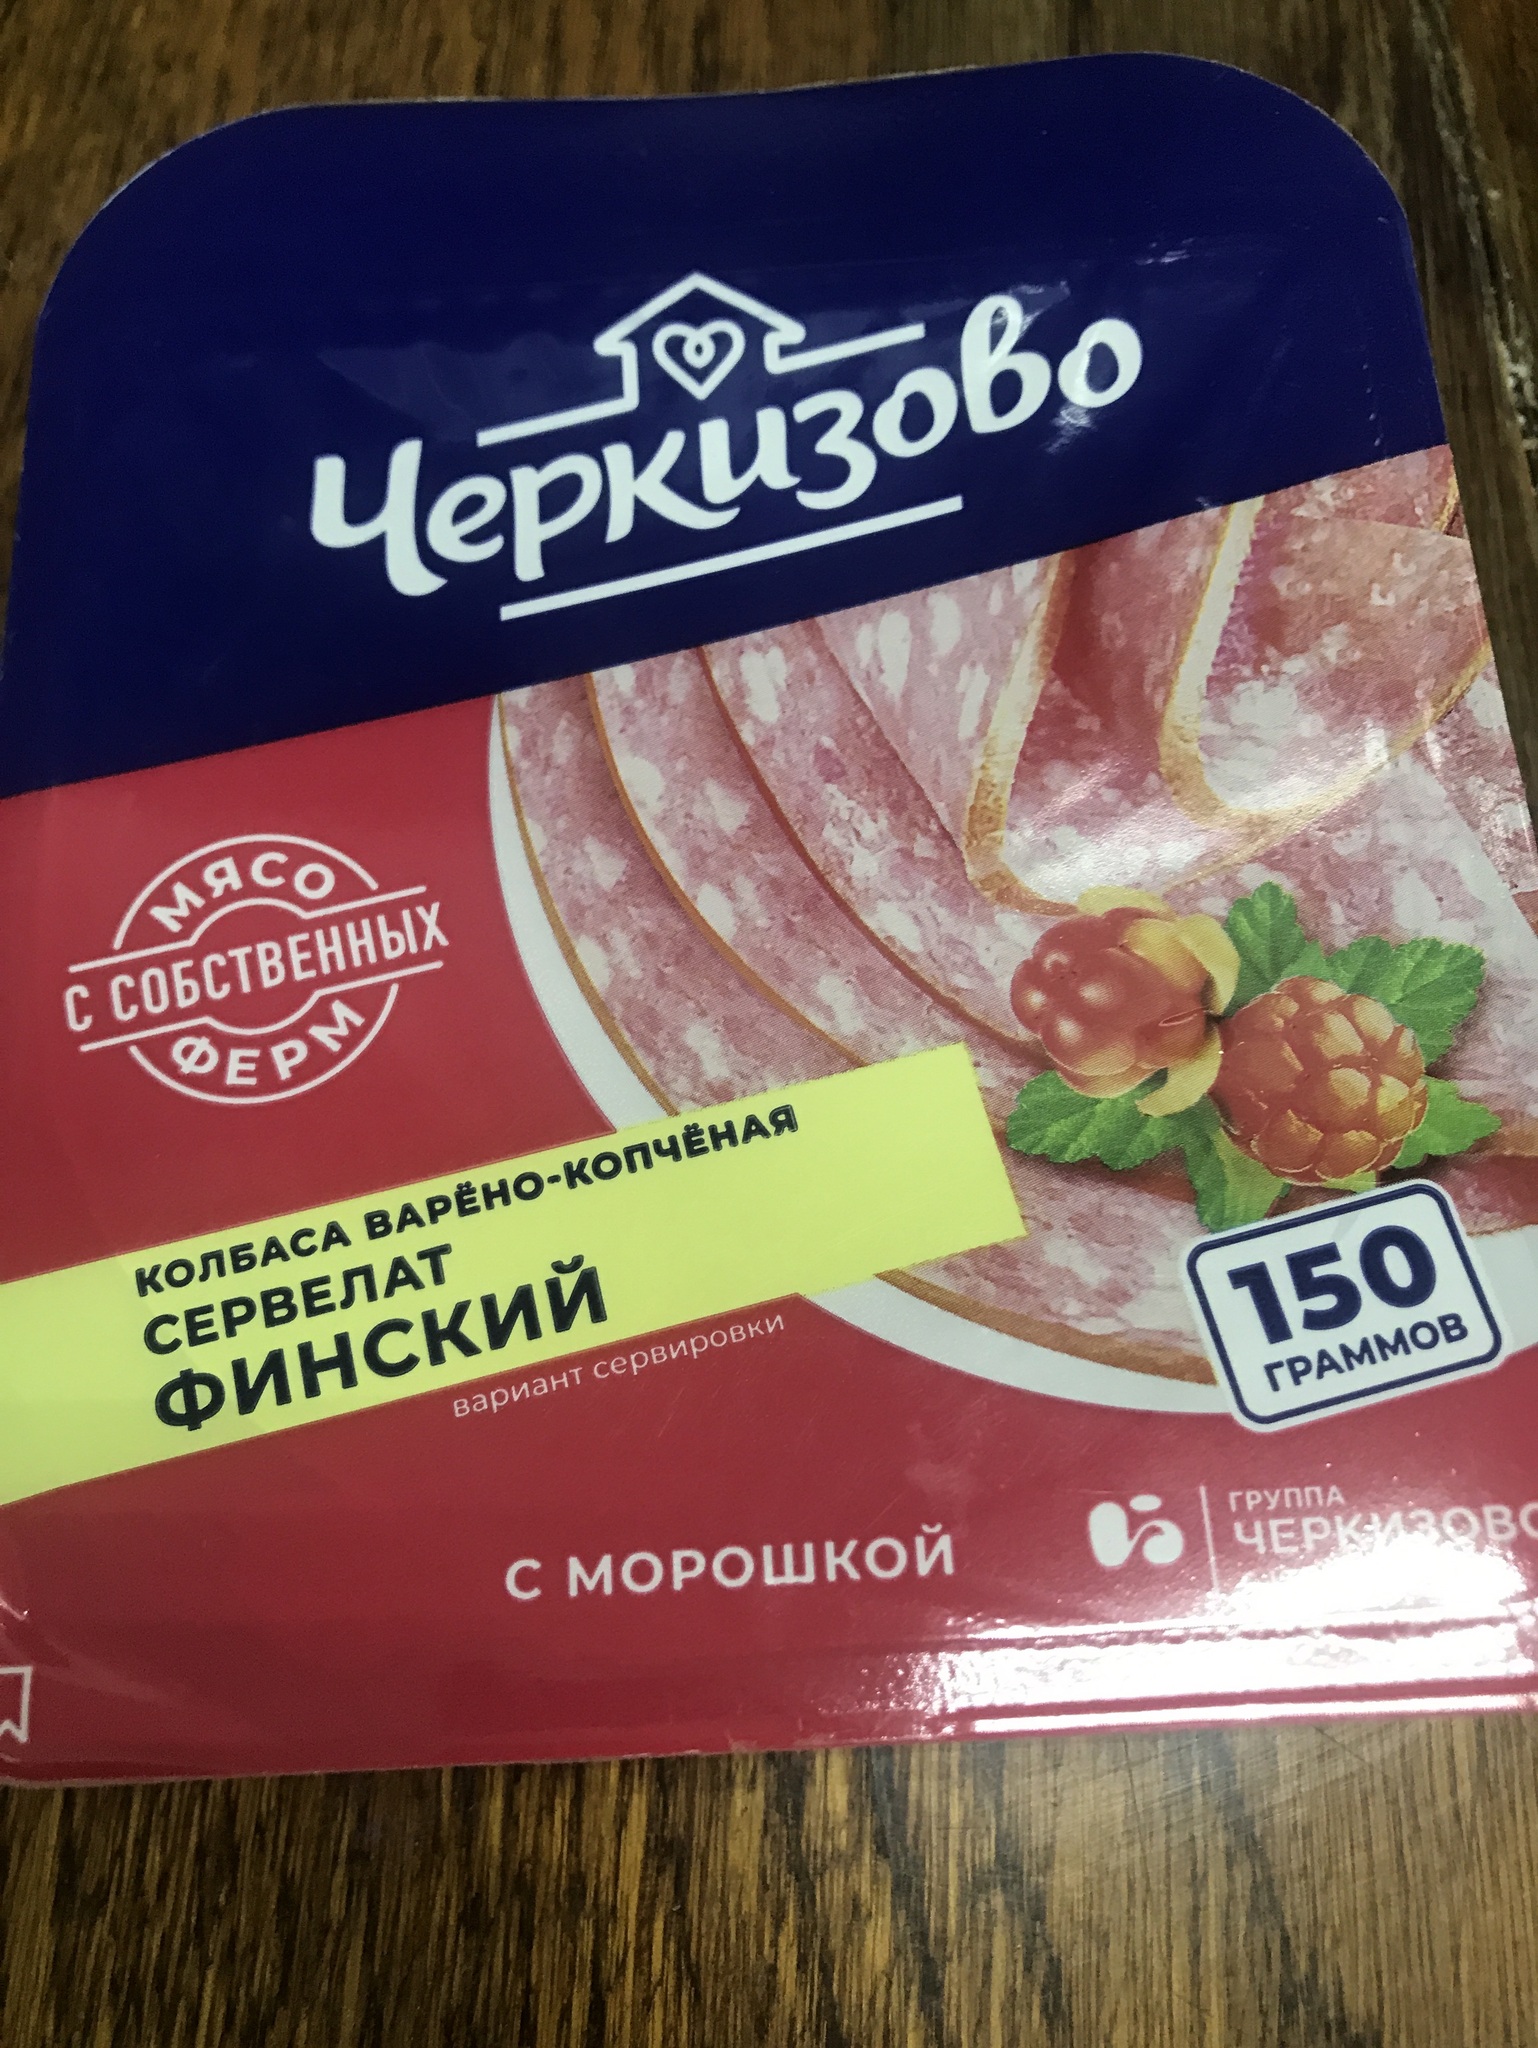 Черкизово
МЯСО
С СОБСТВЕННЫХ
ФЕРМ
КОЛБАСА ВАРЁНО-КОПЧЁНАЯ
СЕРВЕЛАТ
ФИНСКИЙ
вариант сервировки
150
ГРАММОВ
С МОРОШКОЙ
ГРУППА
ЧЕРКИЗОВО